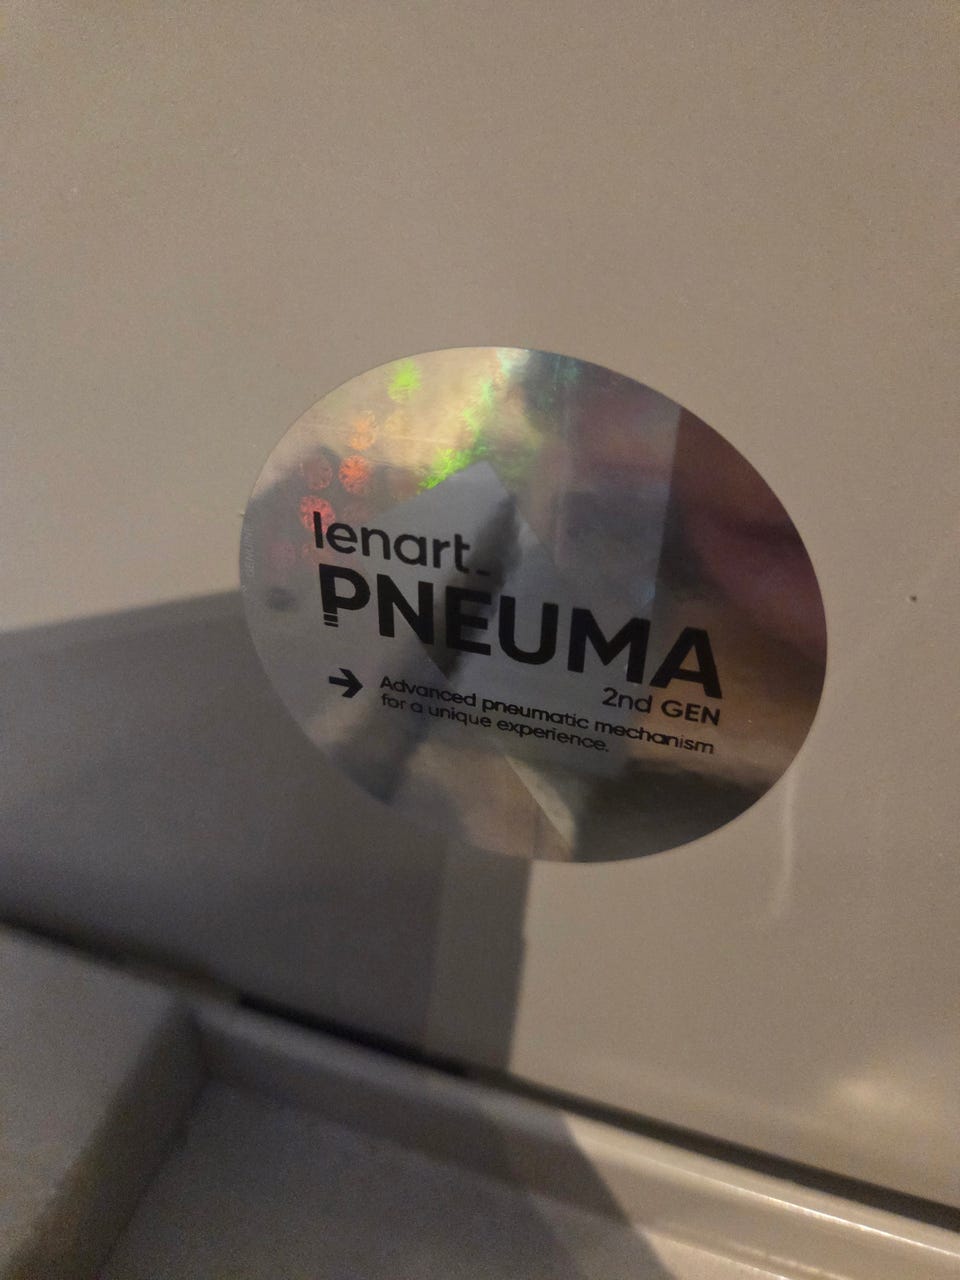 lenart.
PNEUMA
2nd GEN
→ Advanced pneumatic mechanism
for a unique experience.